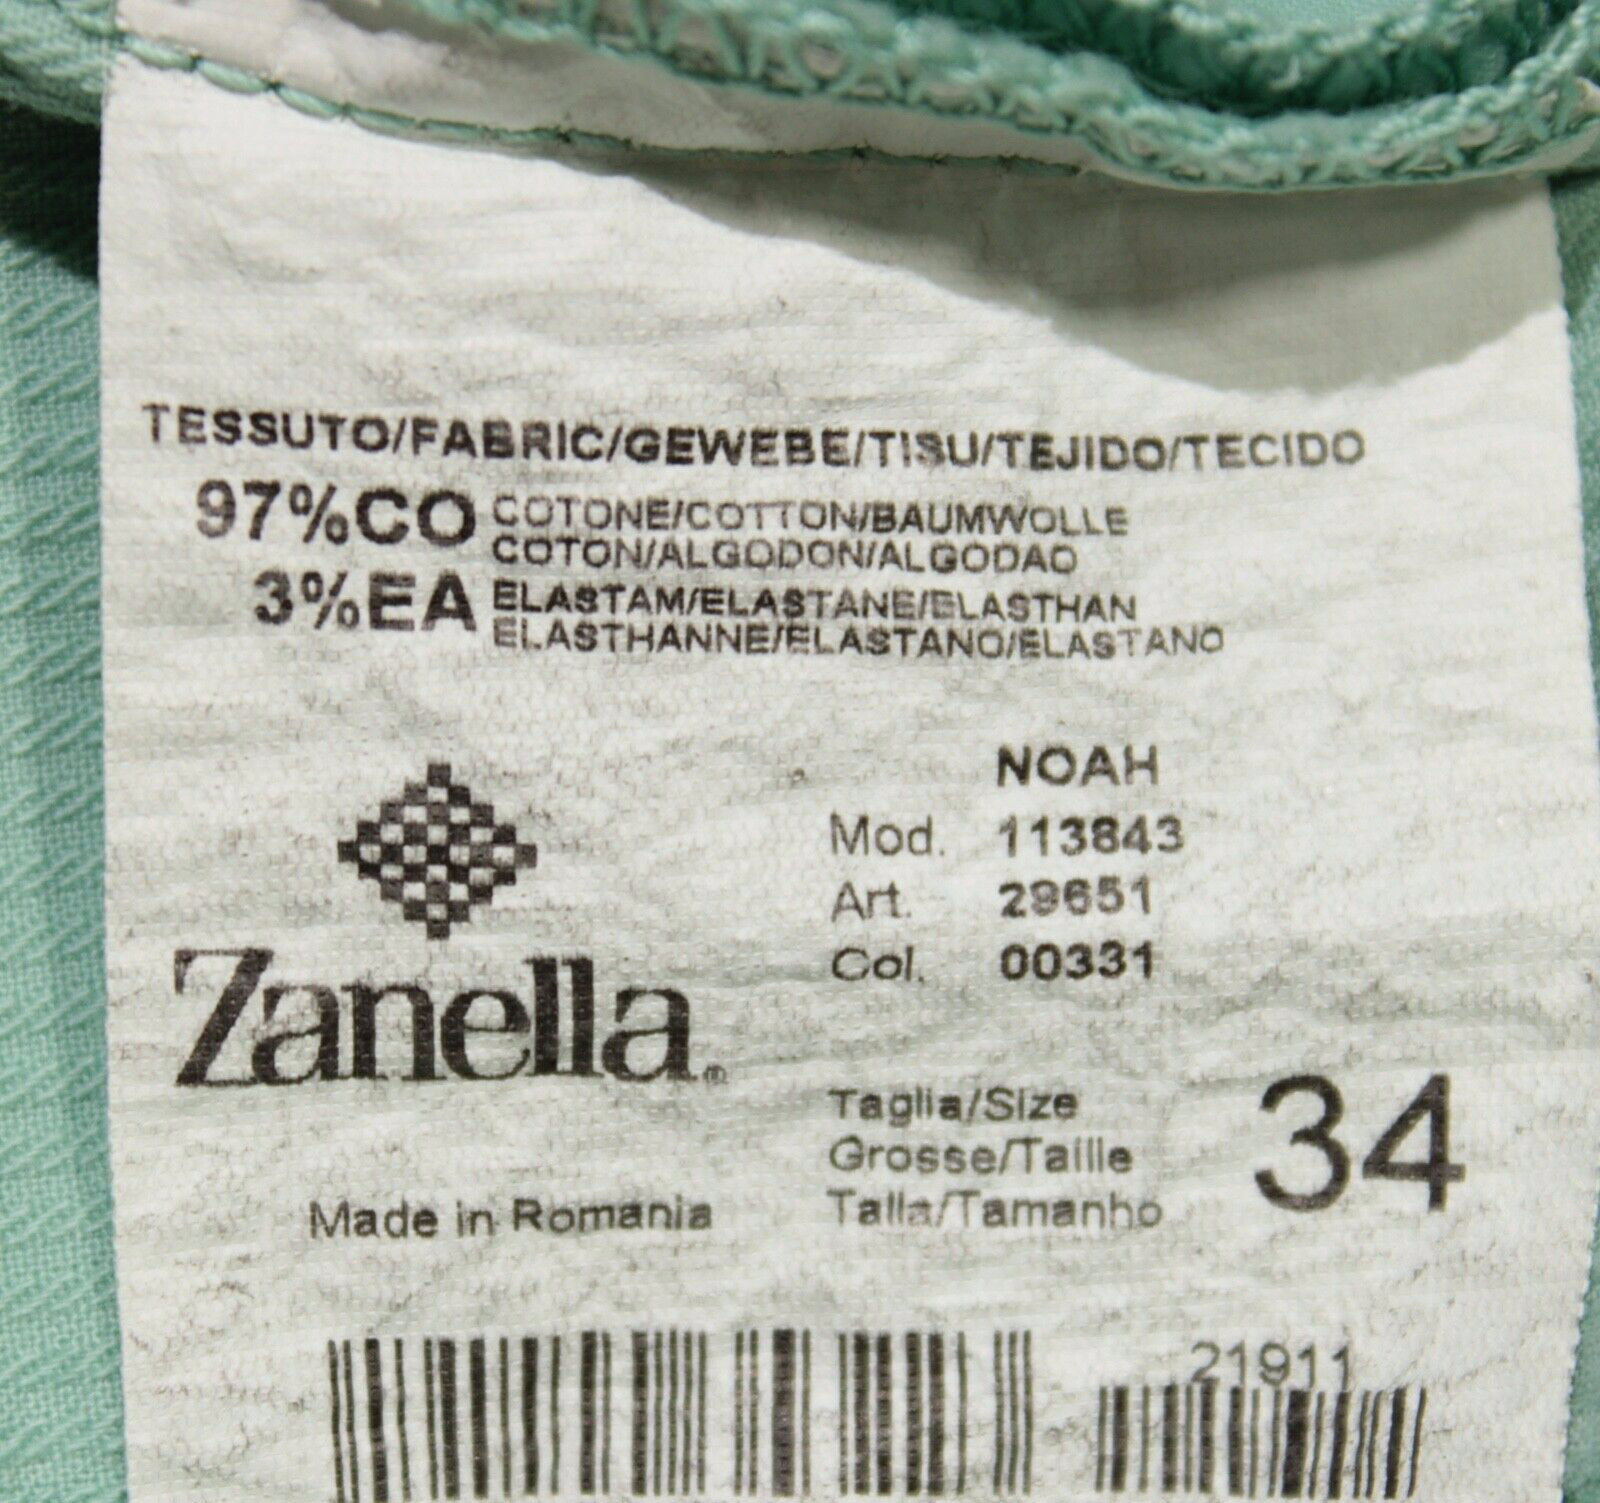 TESSUTO/FABRIC/GEWEBE/TISU/TEJIDO/TECIDO
97%CO COTONE/COTTON/BAUMWOLLE
COTON/ALGODON/ALGODAO
3%EA ELASTAM/ELASTANE/ELASTHAN
ELASTHANNE/ELASTANO/ELASTANO
NOAH
Mod. 113843
Art. 29651
Col. 00331
Zanella®
Taglia/Size
Grosse/Taille
Talla/Tamanho
34
Made in Romania
21911